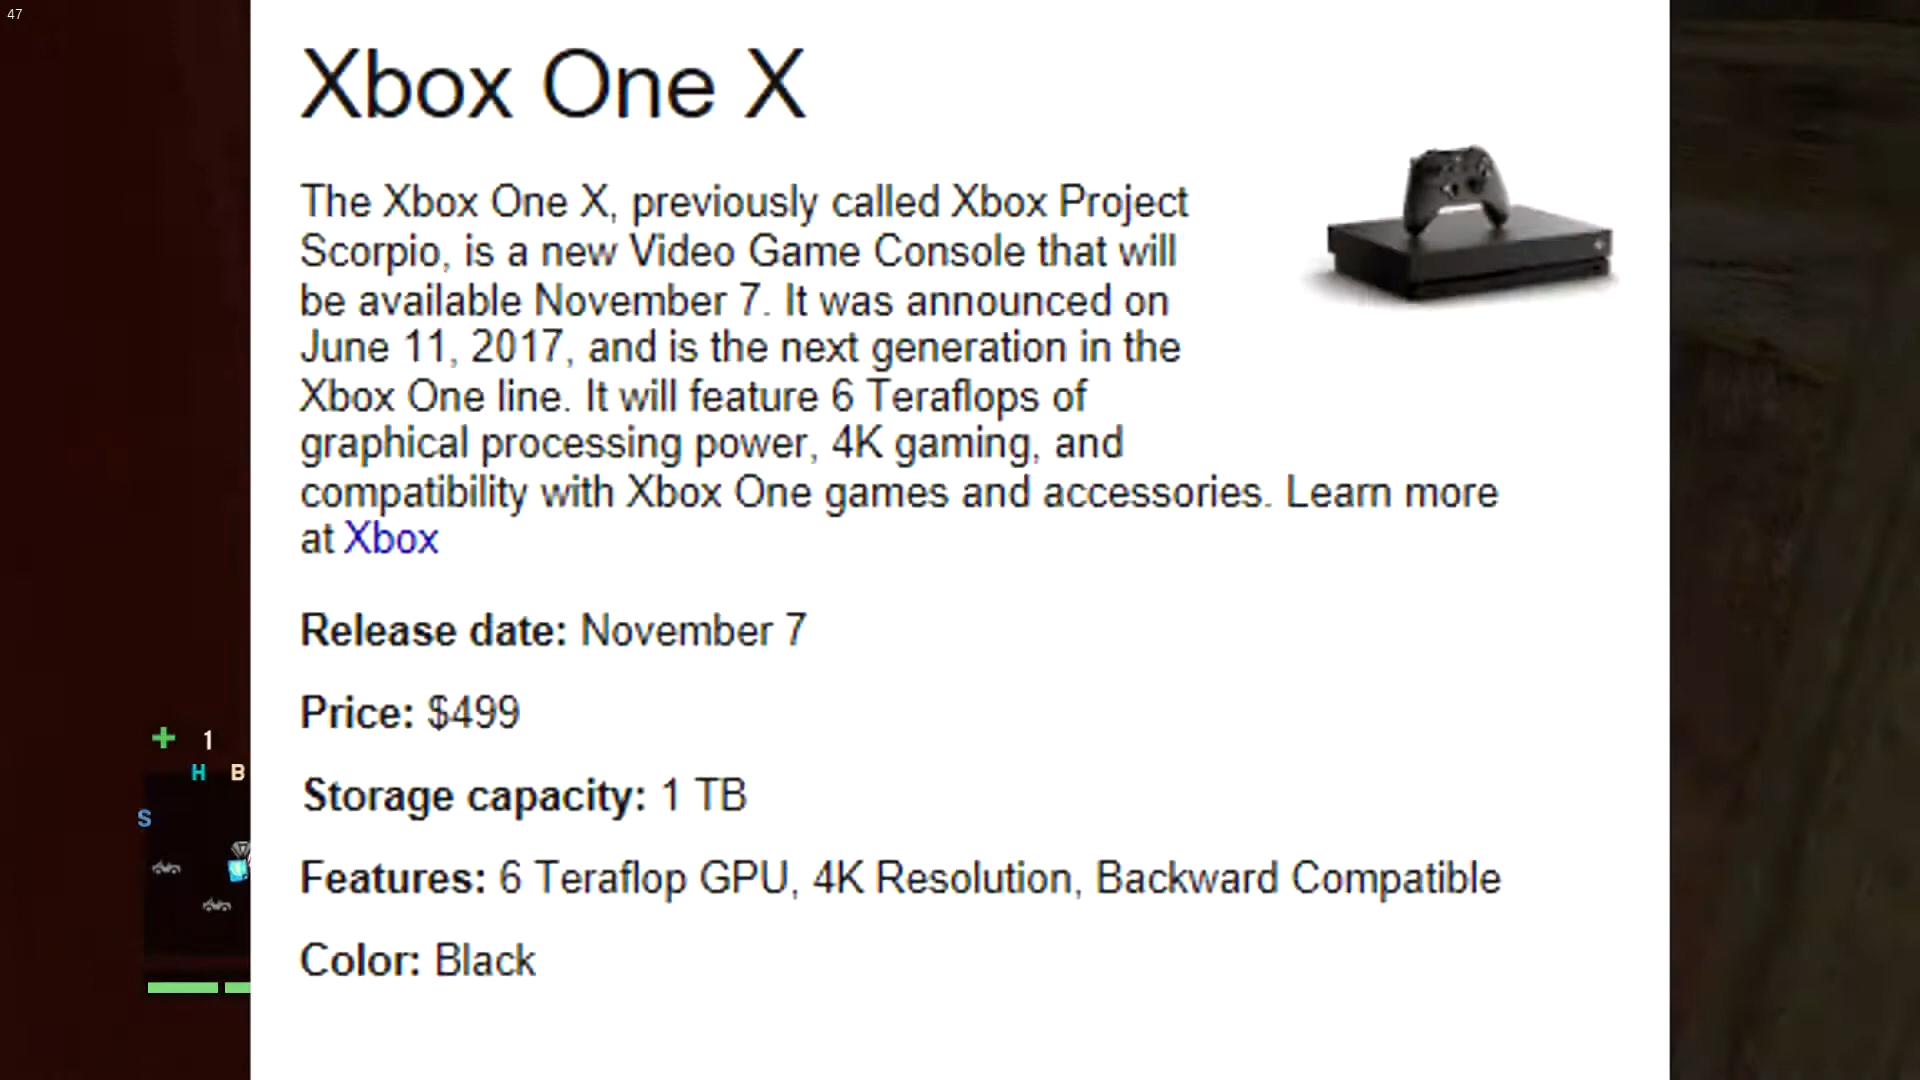 47
Xbox One X
The Xbox One X, previously called Xbox Project
Scorpio, is a new Video Game Console that will
be available November 7. It was announced on
June 11, 2017, and is the next generation in the
Xbox One line. It will feature 6 Teraflops of
graphical processing power, 4K gaming, and
compatibility with Xbox One games and accessories. Learn more
at Xbox
Release date: November 7
Price: $499
Storage capacity: 1 TB
Features: 6 Teraflop GPU, 4K Resolution, Backward Compatible
Color: Black
1
H B
S